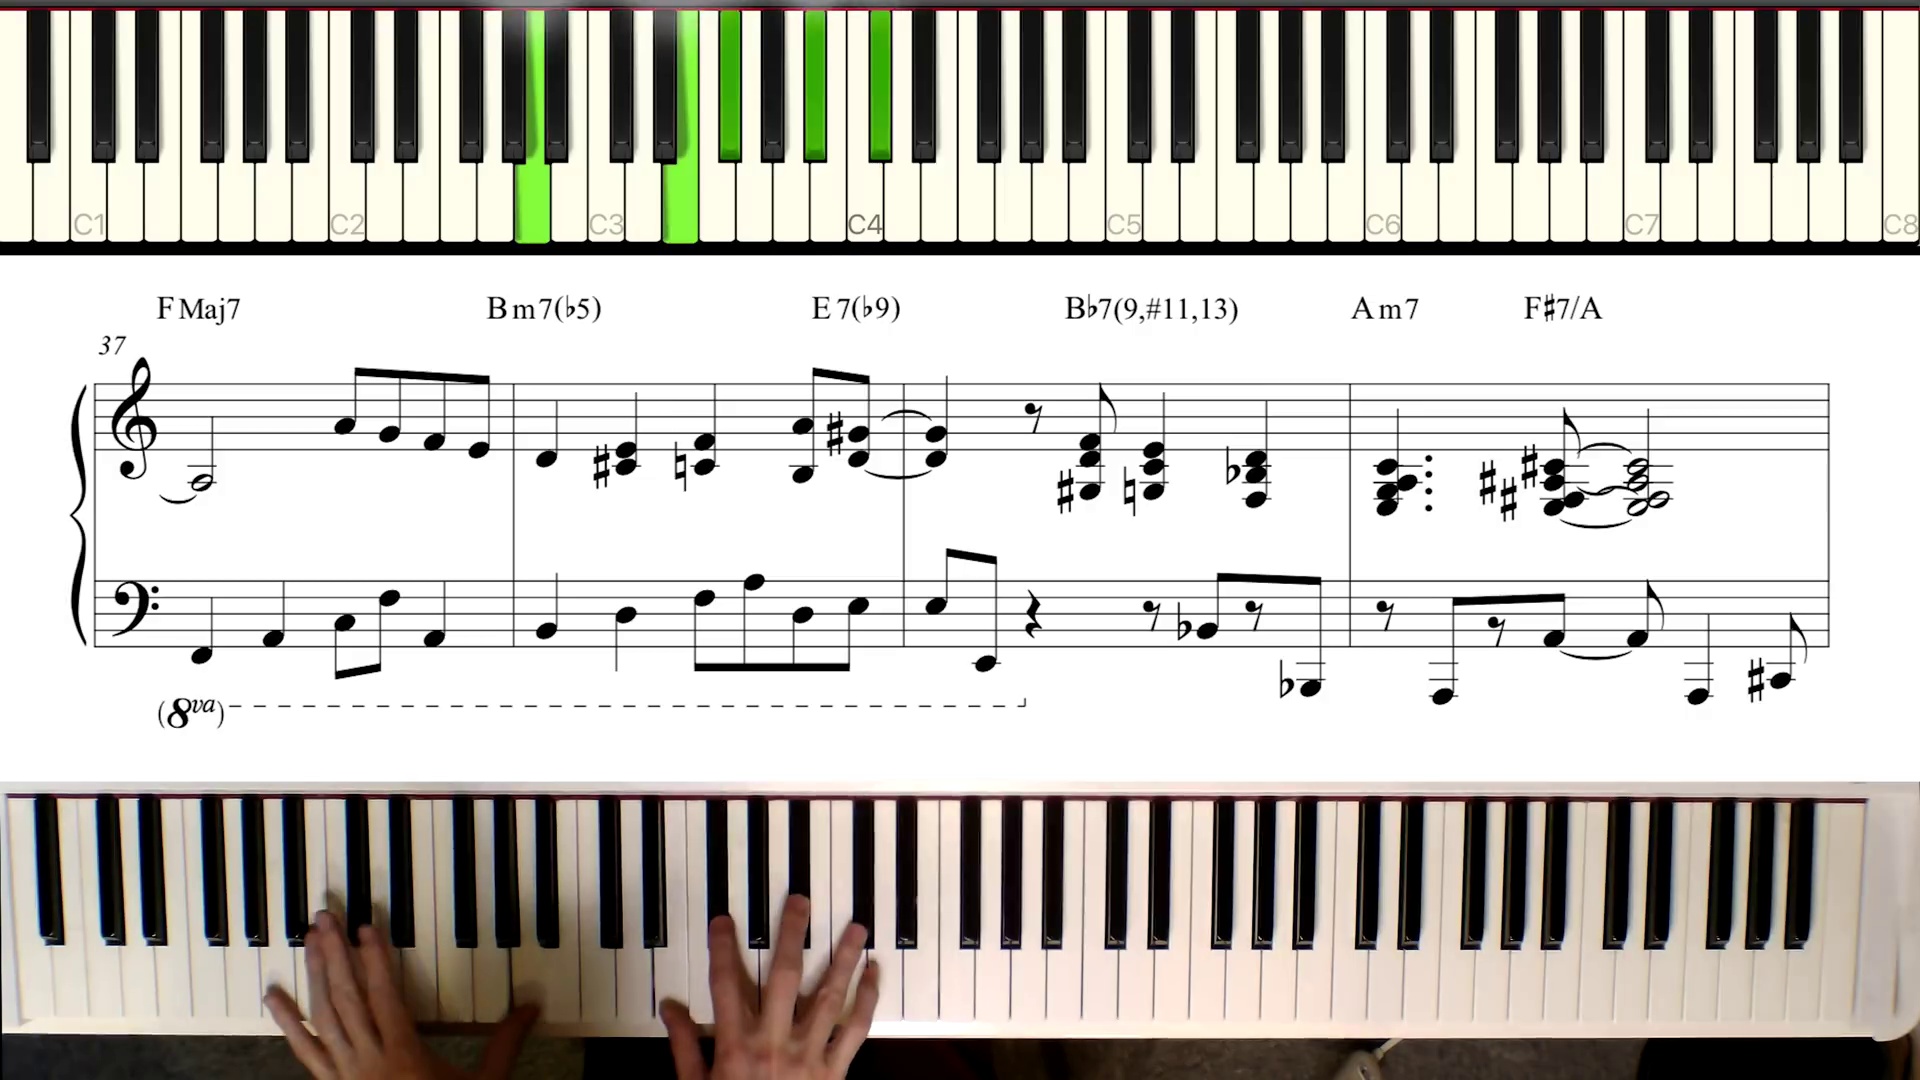 C1 C2 C3 C4 C5 C6 C7 C8
F Maj7 B m7(♭5) E 7(♭9) B♭7(9,#11,13) A m7 F♯7/A
37
(8va)